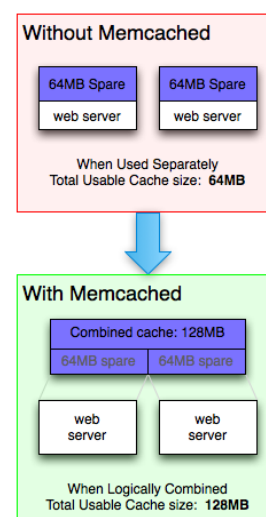 Without Memcached
64MB Spare
64MB Spare
web server
web server
When Used Separately
Total Usable Cache size: 64MB
With Memcached
Combined cache: 128MB
64MB spare
64MB spare
web
server
web
server
When Logically Combined
Total Usable Cache size: 128MB